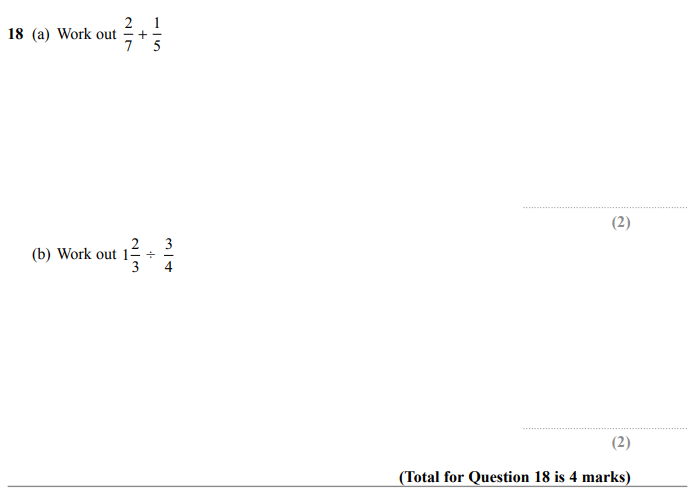 18 (a) Work out 2/7 + 1/5
(2)
(b) Work out 1 2/3 ÷ 3/4
(2)
(Total for Question 18 is 4 marks)